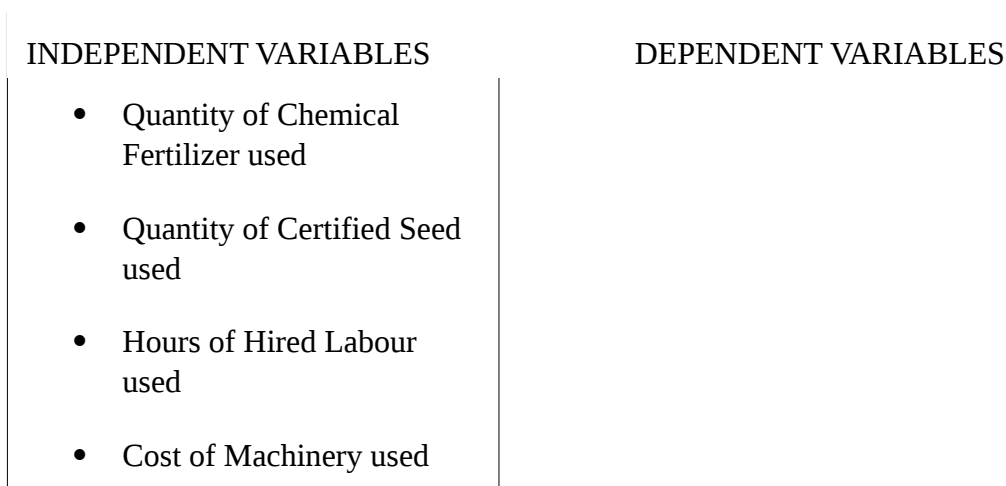 INDEPENDENT VARIABLES DEPENDENT VARIABLES
• Quantity of Chemical
Fertilizer used
• Quantity of Certified Seed
used
• Hours of Hired Labour
used
• Cost of Machinery used